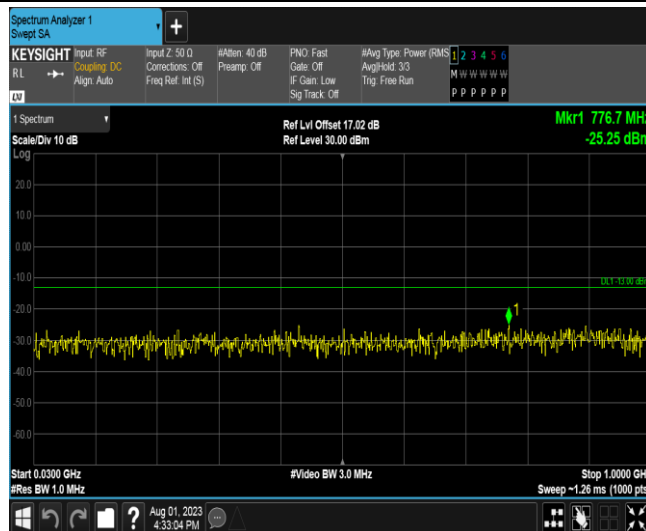 Spectrum Analyzer 1
Swept SA
+
KEYSIGHT
RL
LXI
Input: RF
Coupling: DC
Align: Auto
Input Z: 50 Ω
Corrections: Off
Freq Ref: Int (S)
#Atten: 40 dB
Preamp: Off
PNO: Fast
Gate: Off
IF Gain: Low
Sig Track: Off
#Avg Type: Power (RMS
Avg|Hold: 3/3
Trig: Free Run
1 2 3 4 5 6
M W W W W W
P P P P P P
1 Spectrum
Scale/Div 10 dB
Ref Lvl Offset 17.02 dB
Ref Level 30.00 dBm
Mkr1 776.7 MHz
-25.25 dBm
Log
20.0
10.0
0.00
-10.0
DL1 -13.00 dBm
-20.0
1
-30.0
-40.0
-50.0
-60.0
Start 0.0300 GHz
#Res BW 1.0 MHz
#Video BW 3.0 MHz
Stop 1.0000 GHz
Sweep ~1.26 ms (1000 pts
?
Aug 01, 2023
4:33:04 PM